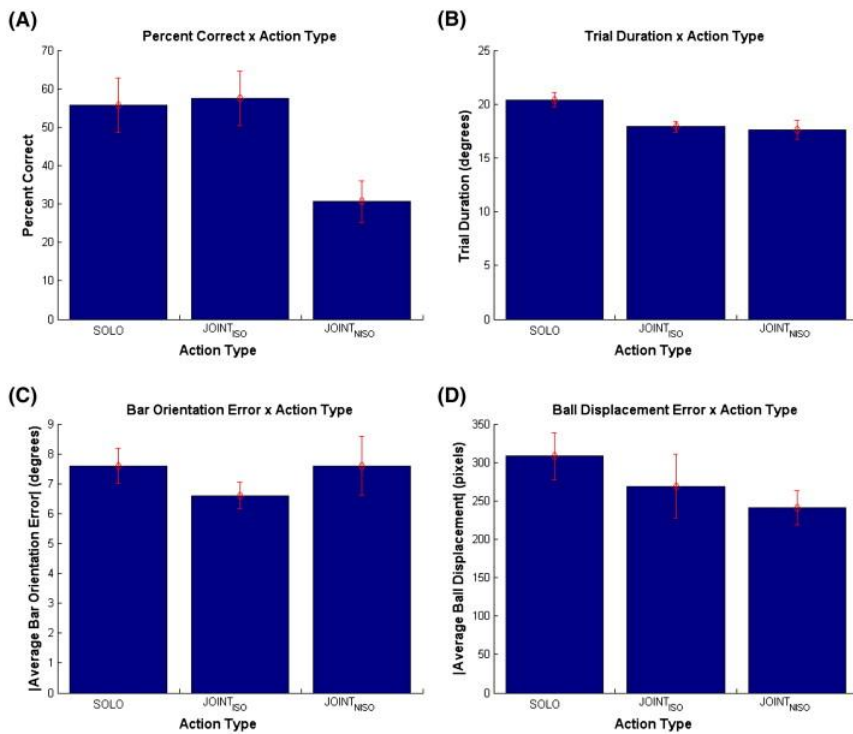 (A)
Percent Correct x Action Type
70
60
50
40
30
20
10
0
Percent Correct
SOLO JOINT_ISO JOINT_NISO
Action Type
(B)
Trial Duration x Action Type
25
20
15
10
5
0
Trial Duration (degrees)
SOLO JOINT_ISO JOINT_NISO
Action Type
(C)
Bar Orientation Error x Action Type
9
8
7
6
5
4
3
2
1
0
|Average Bar Orientation Error| (degrees)
SOLO JOINT_ISO JOINT_NISO
Action Type
(D)
Ball Displacement Error x Action Type
350
300
250
200
150
100
50
0
|Average Ball Displacement| (pixels)
SOLO JOINT_ISO JOINT_NISO
Action Type